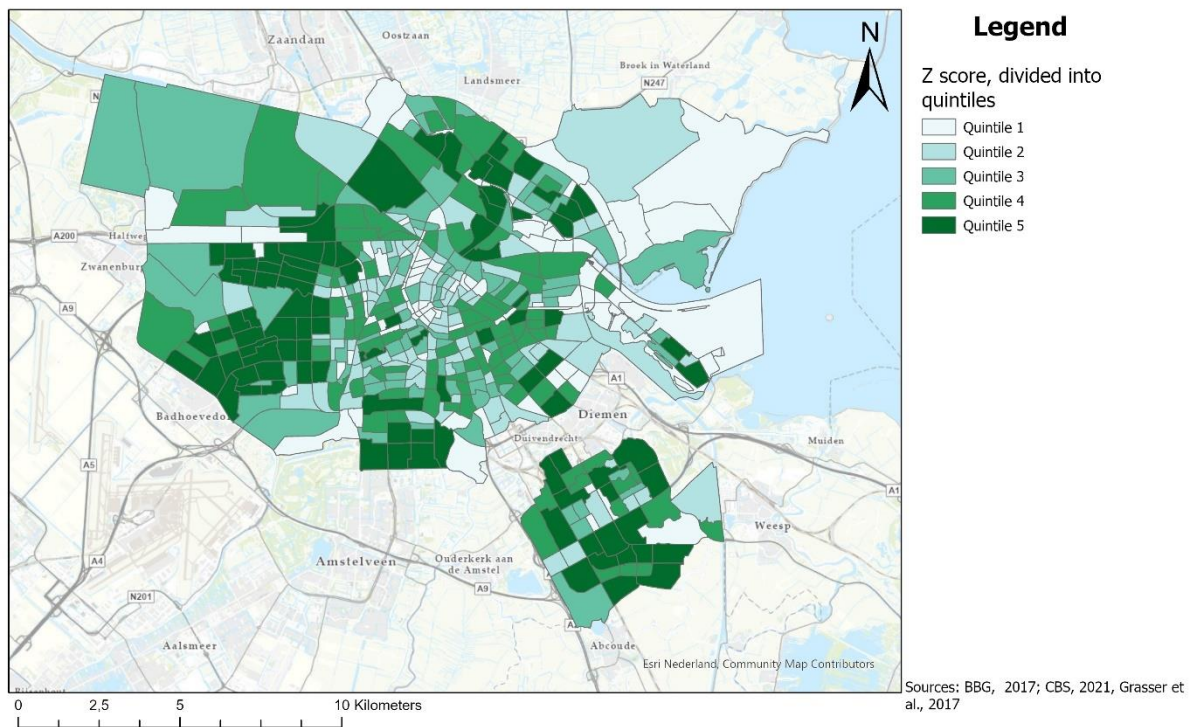 Zaandam
Oostzaan
Landsmeer
Broek in Waterland
N247
N
A200
Halfweg
Zwanenburg
A9
A5
Badhoevedor
A4
N201
Aalsmeer
Amstelveen
Ouderkerk aan
de Amstel
A9
Duivendrecht
Diemen
A1
Muiden
A1
Weesp
Abcoude
Esri Nederland, Community Map Contributors
0 2,5 5 10 Kilometers
Legend
Z score, divided into
quintiles
Quintile 1
Quintile 2
Quintile 3
Quintile 4
Quintile 5
Sources: BBG, 2017; CBS, 2021, Grasser et
al., 2017